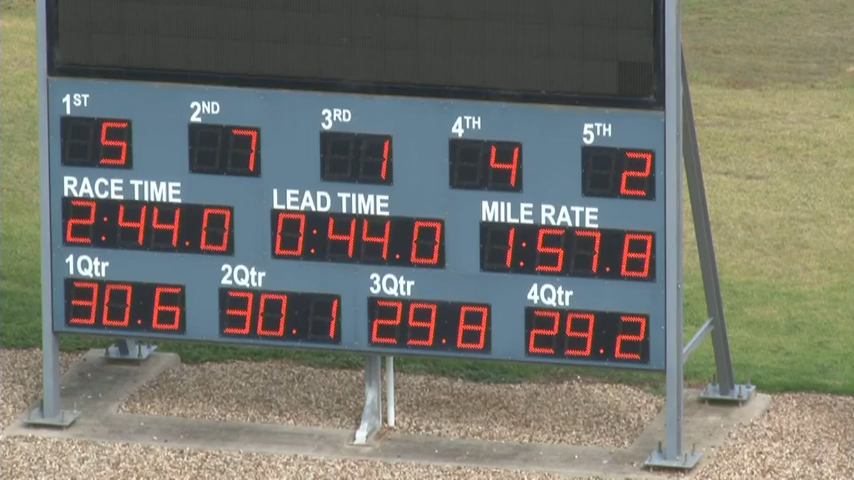 1ST 2ND 3RD 4TH 5TH
5 7 1 4 2
RACE TIME LEAD TIME MILE RATE
2:44.0 0:44.0 1:57.8
1Qtr 2Qtr 3Qtr 4Qtr
30.6 30.1 29.8 29.2